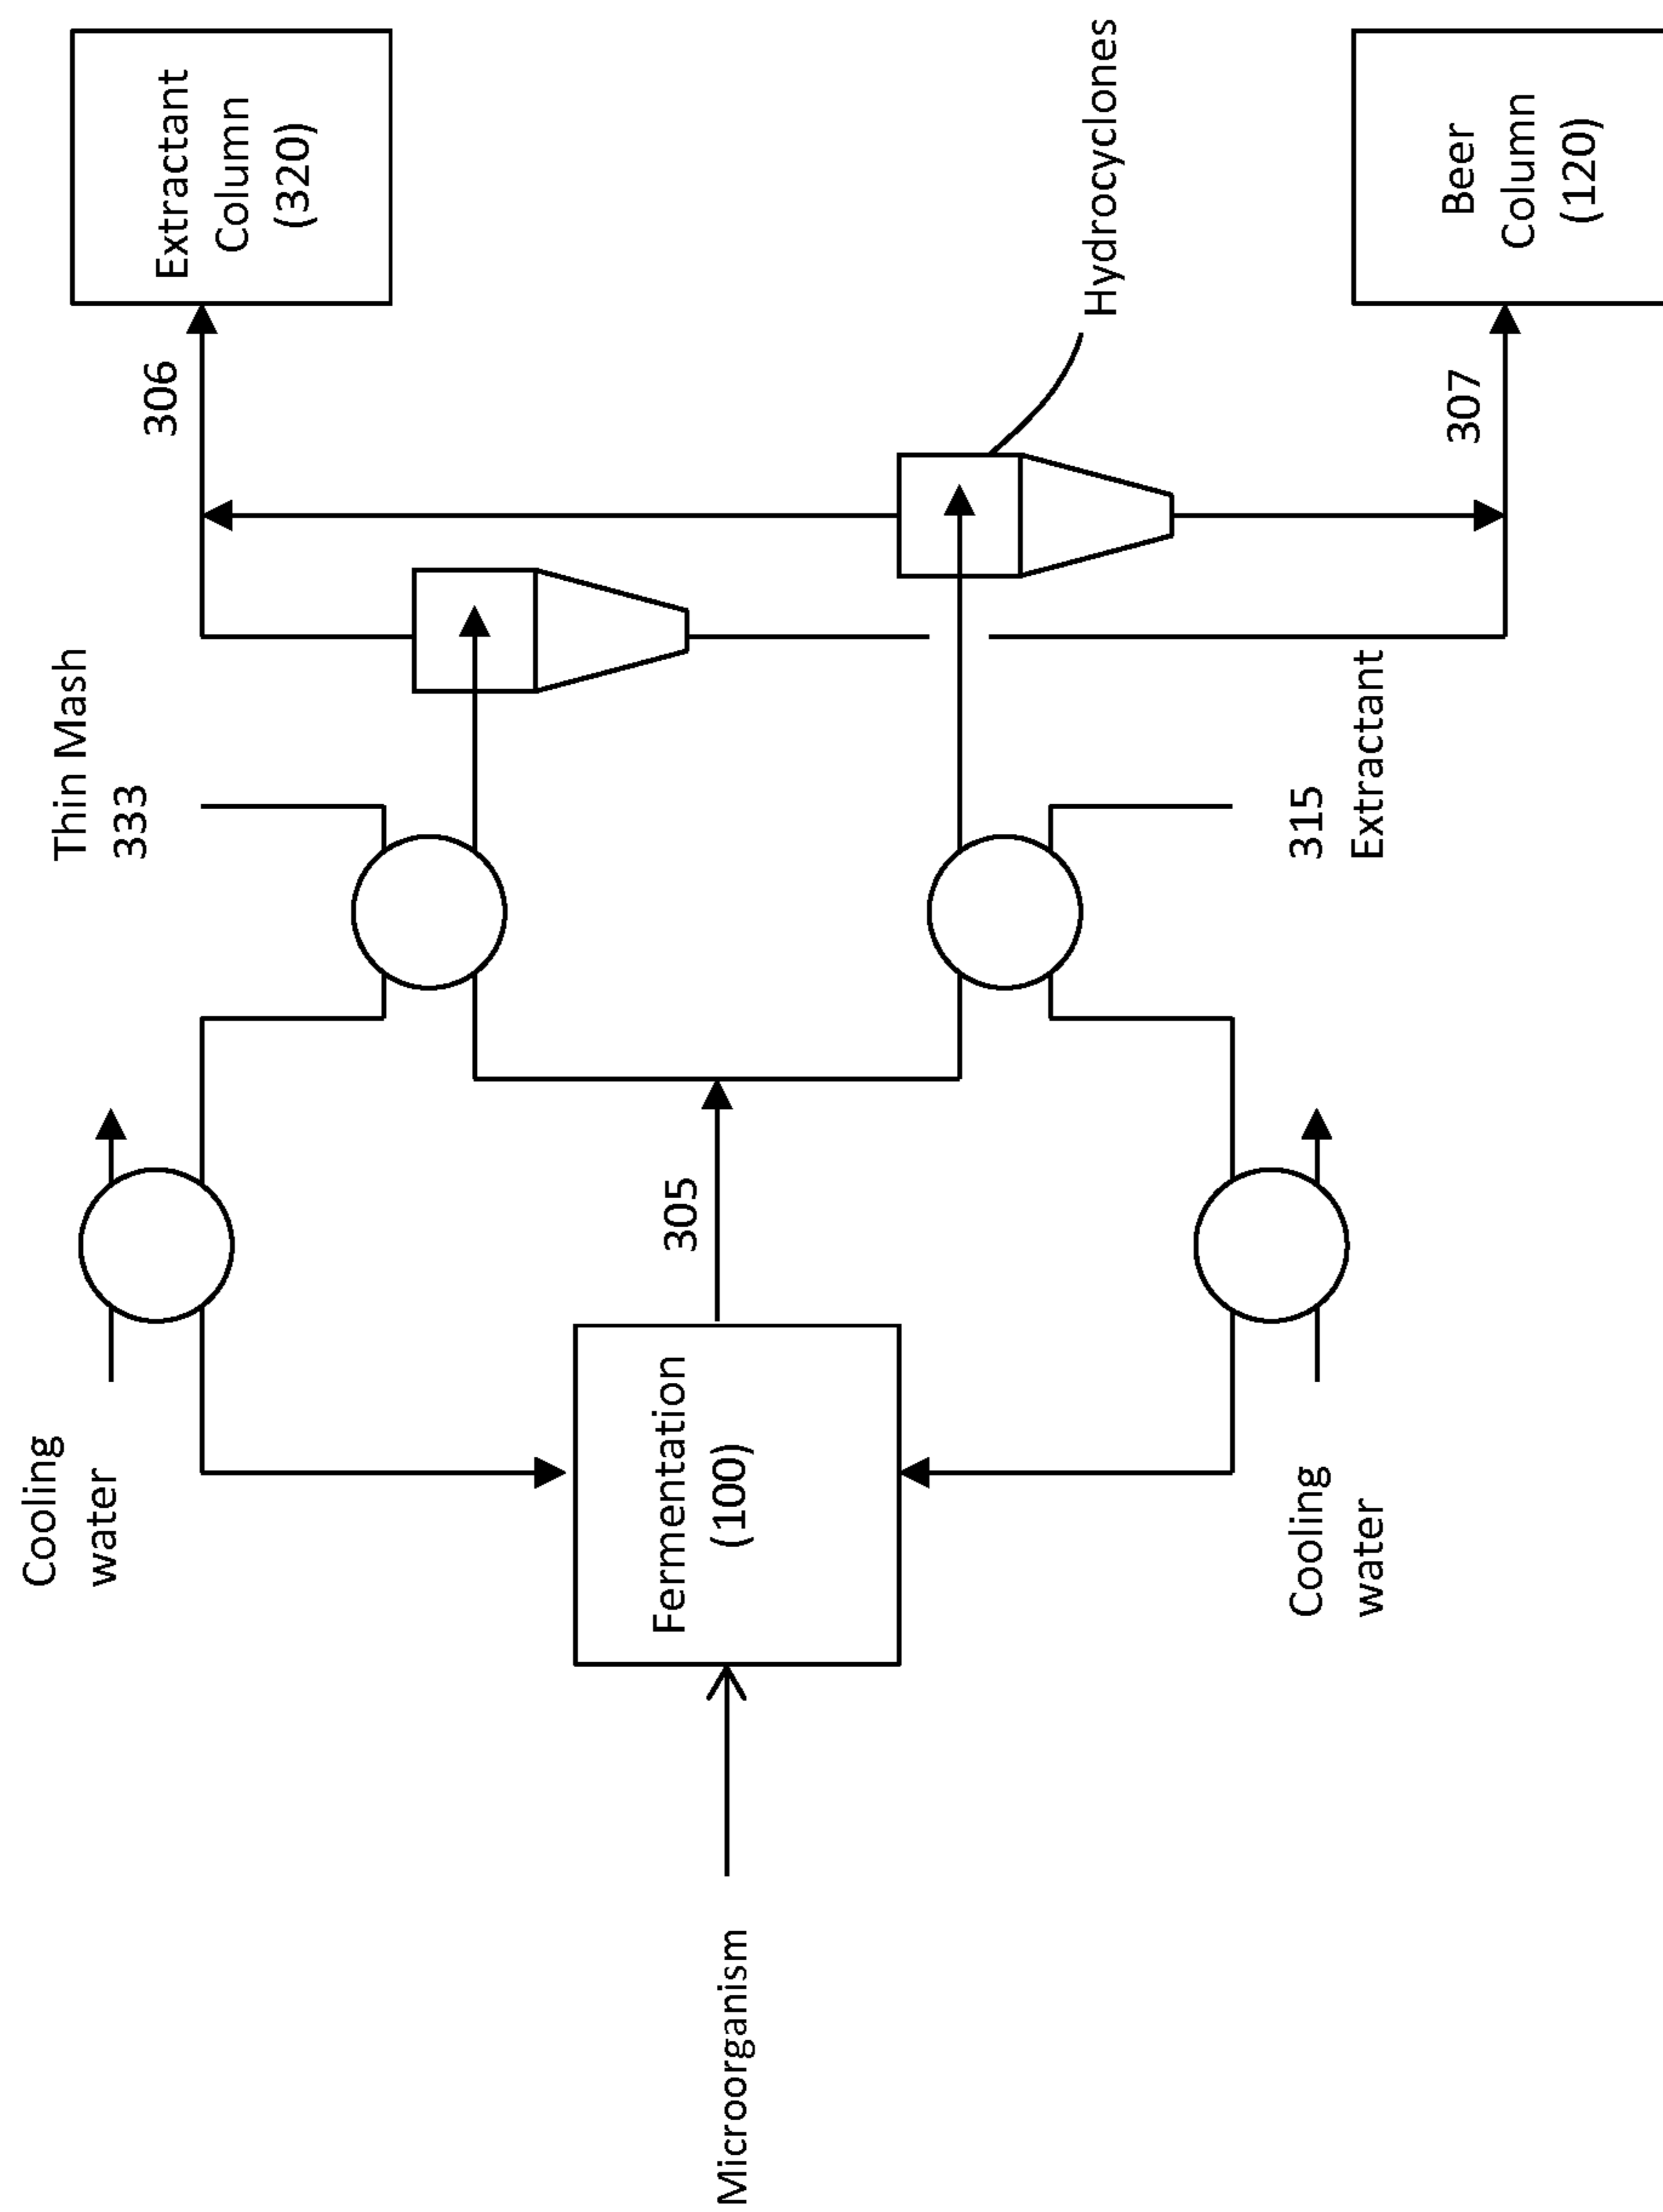 Cooling
water
Thin Mash
333
306
Extractant
Column
(320)
Microorganism
Fermentation
(100)
305
Hydrocyclones
Cooling
water
315
Extractant
307
Beer
Column
(120)